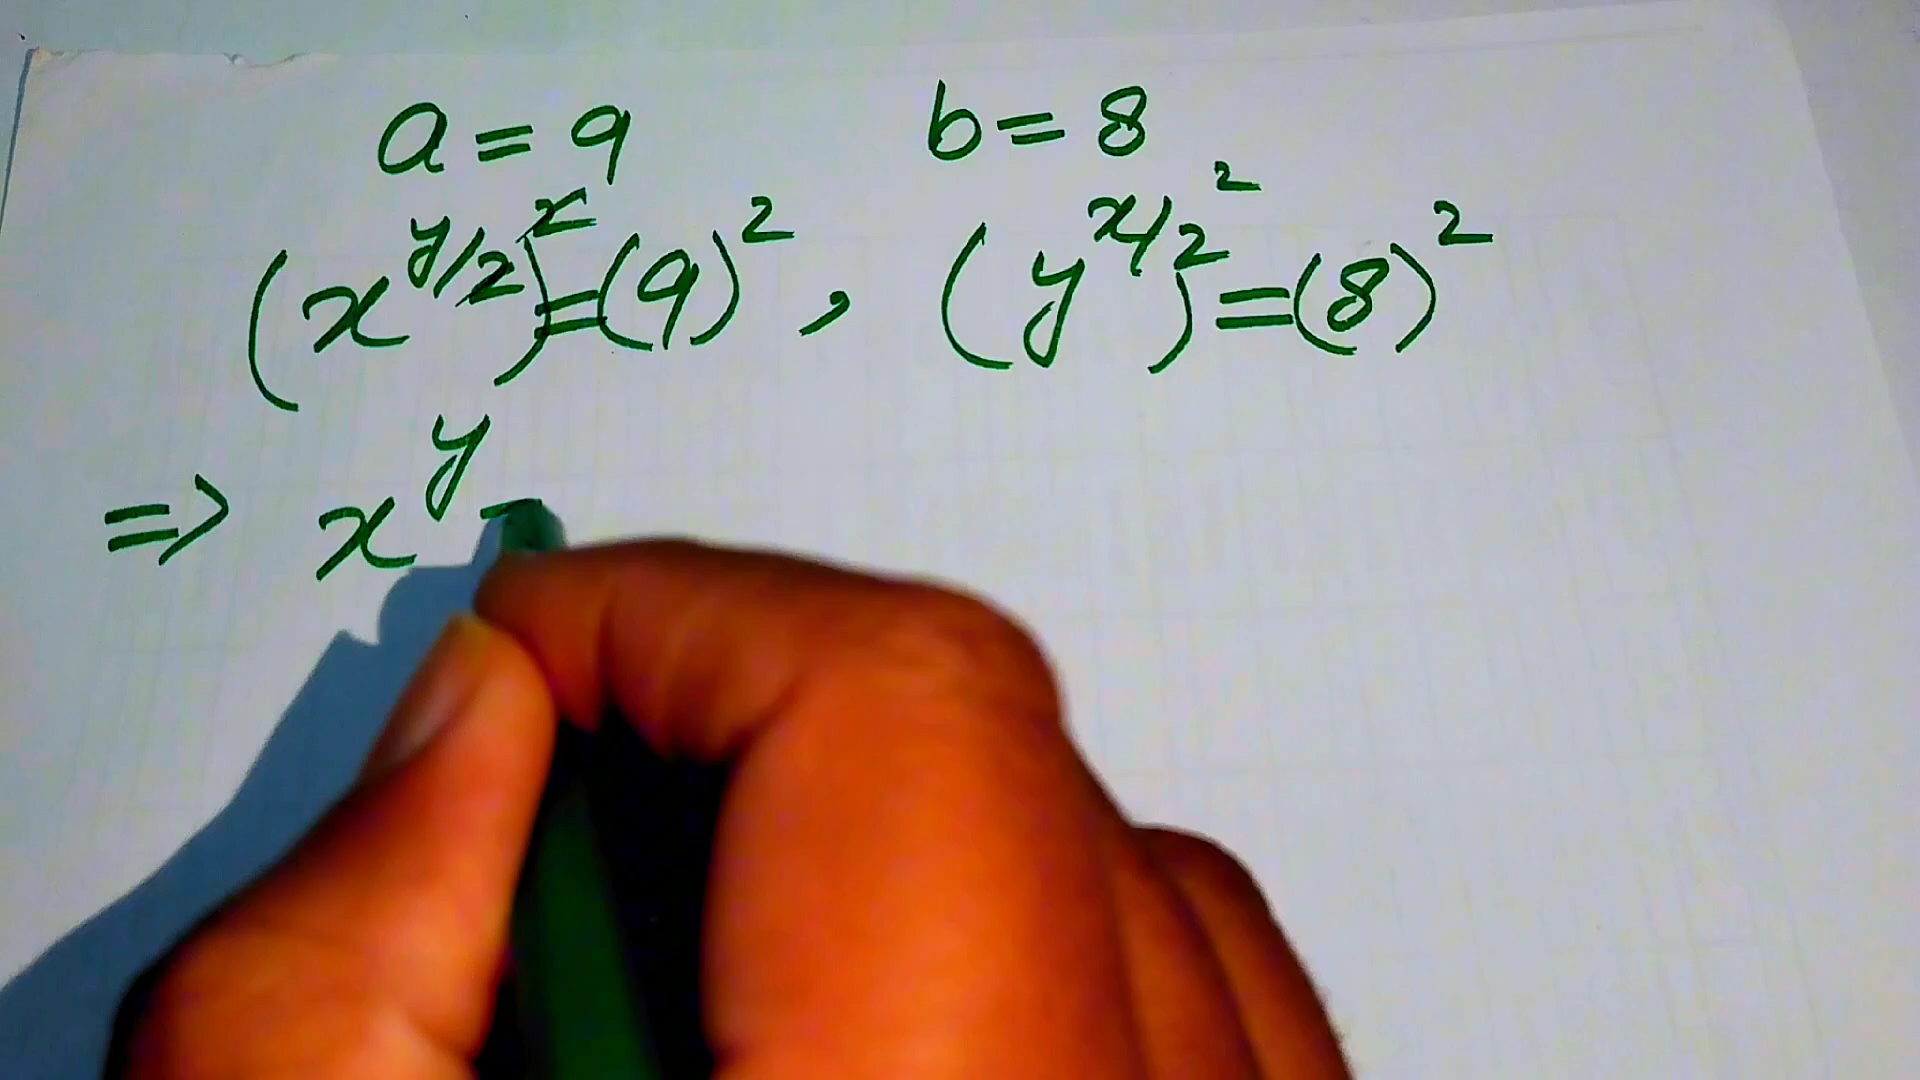 a = 9 b = 8
(x^{y/2})^2 = (9)^2 , (y^{x/2})^2 = (8)^2
⇒ x^y =